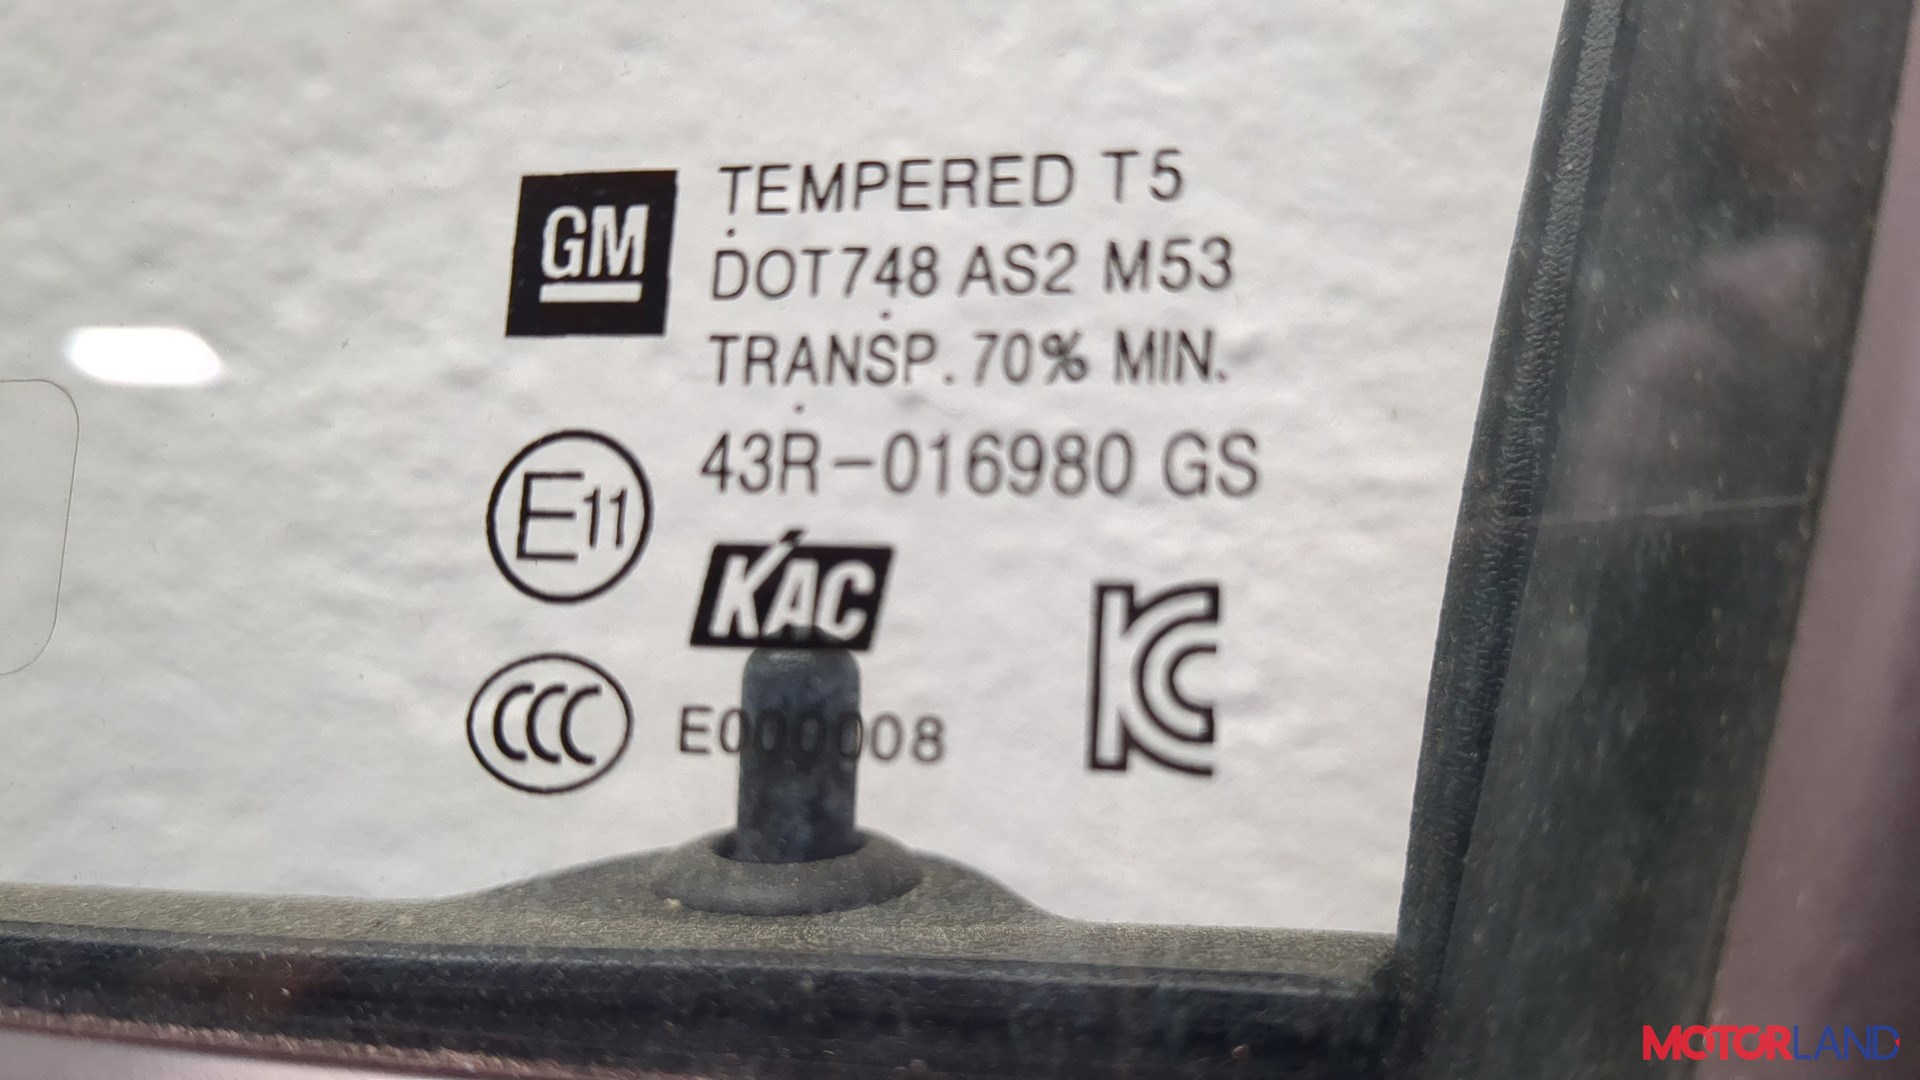 GM
TEMPERED T5
DOT748 AS2 M53
TRANSP. 70% MIN.
43R-016980 GS
E11
KAC
CCC
E000008
KC
MOTORLAND